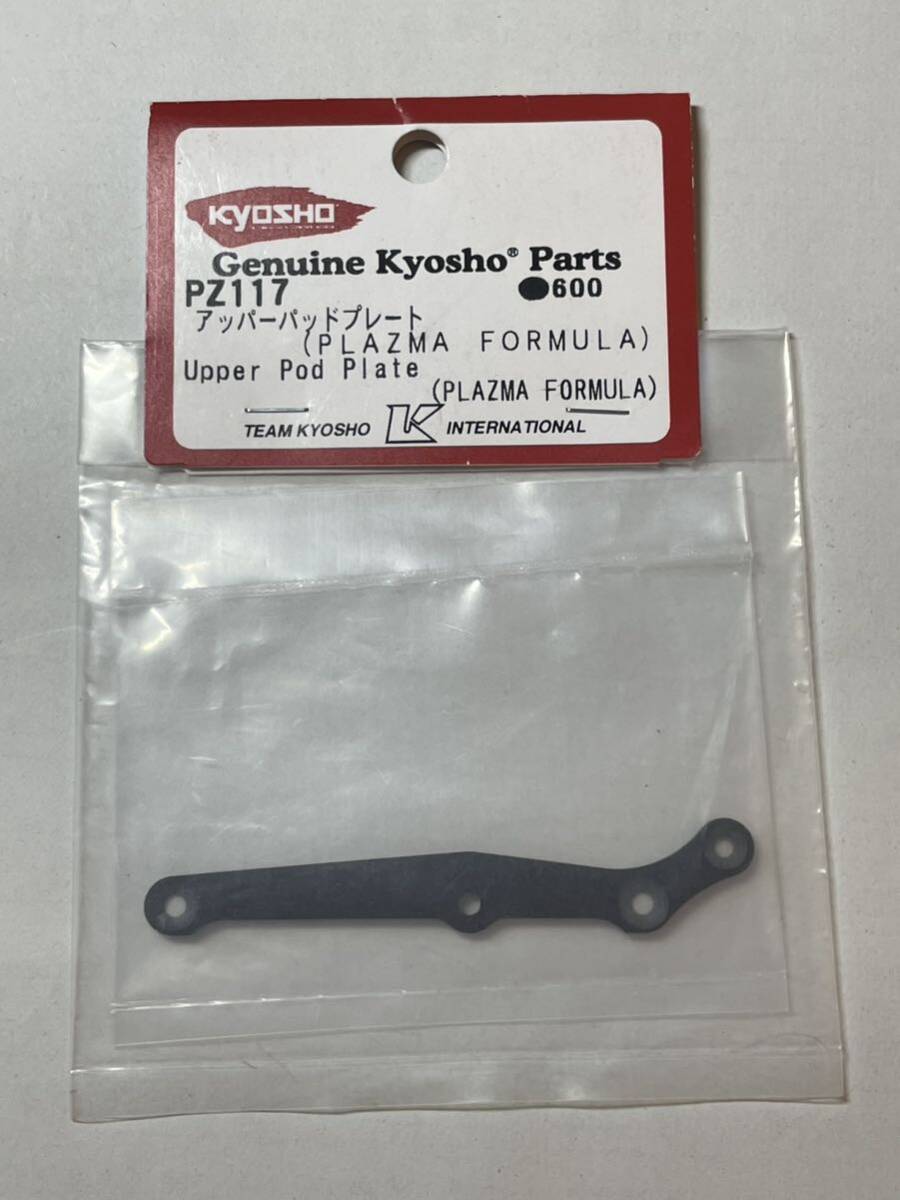 KYOSHO
Genuine Kyosho® Parts
PZ117 ●600
アッパーパッドプレート
(PLAZMA FORMULA)
Upper Pod Plate
(PLAZMA FORMULA)
TEAM KYOSHO K INTERNATIONAL